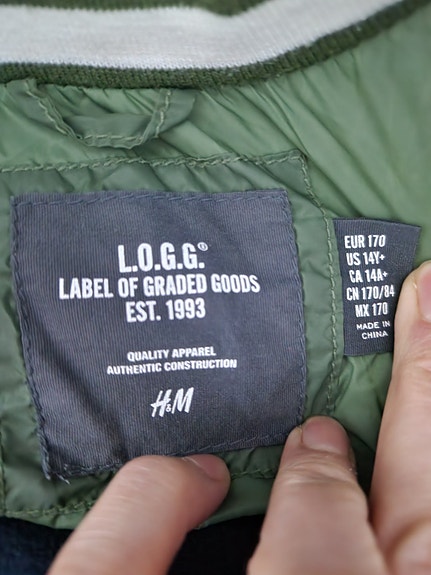 L.O.G.G.®
LABEL OF GRADED GOODS
EST. 1993
QUALITY APPAREL
AUTHENTIC CONSTRUCTION
H&M
EUR 170
US 14Y+
CA 14A+
CN 170/84
MX 170
MADE IN
CHINA